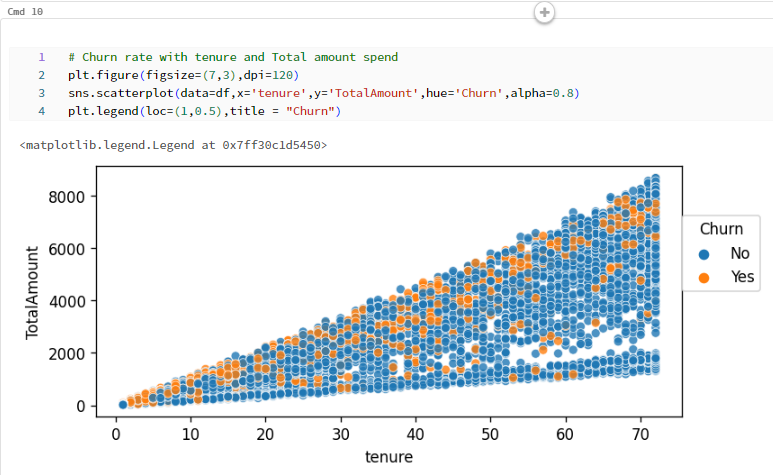 Cmd 10
1 # Churn rate with tenure and Total amount spend
2 plt.figure(figsize=(7,3),dpi=120)
3 sns.scatterplot(data=df,x='tenure',y='TotalAmount',hue='Churn',alpha=0.8)
4 plt.legend(loc=(1,0.5),title = "Churn")
<matplotlib.legend.Legend at 0x7ff30c1d5450>
8000
6000
4000
2000
0
TotalAmount
Churn
No
Yes
0 10 20 30 40 50 60 70
tenure